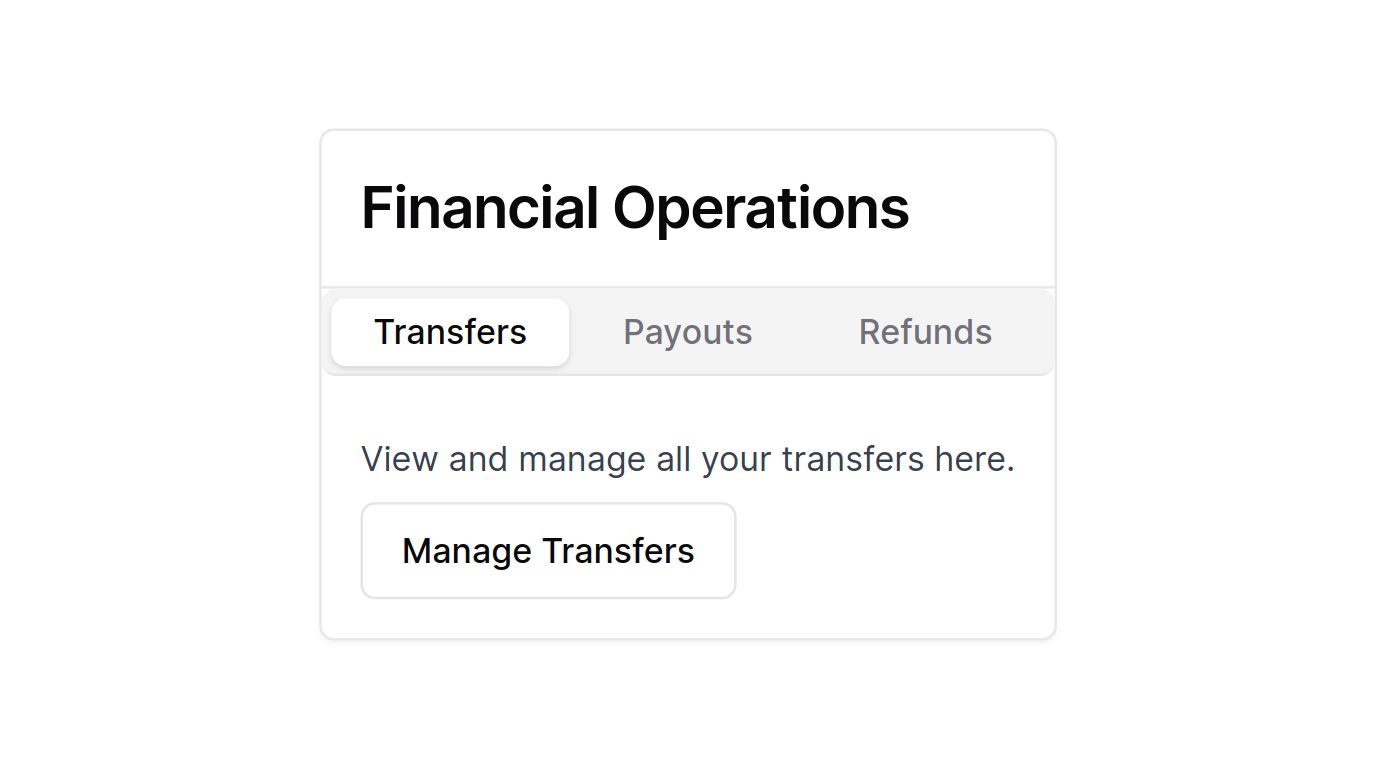 Financial Operations
Transfers Payouts Refunds
View and manage all your transfers here.
Manage Transfers